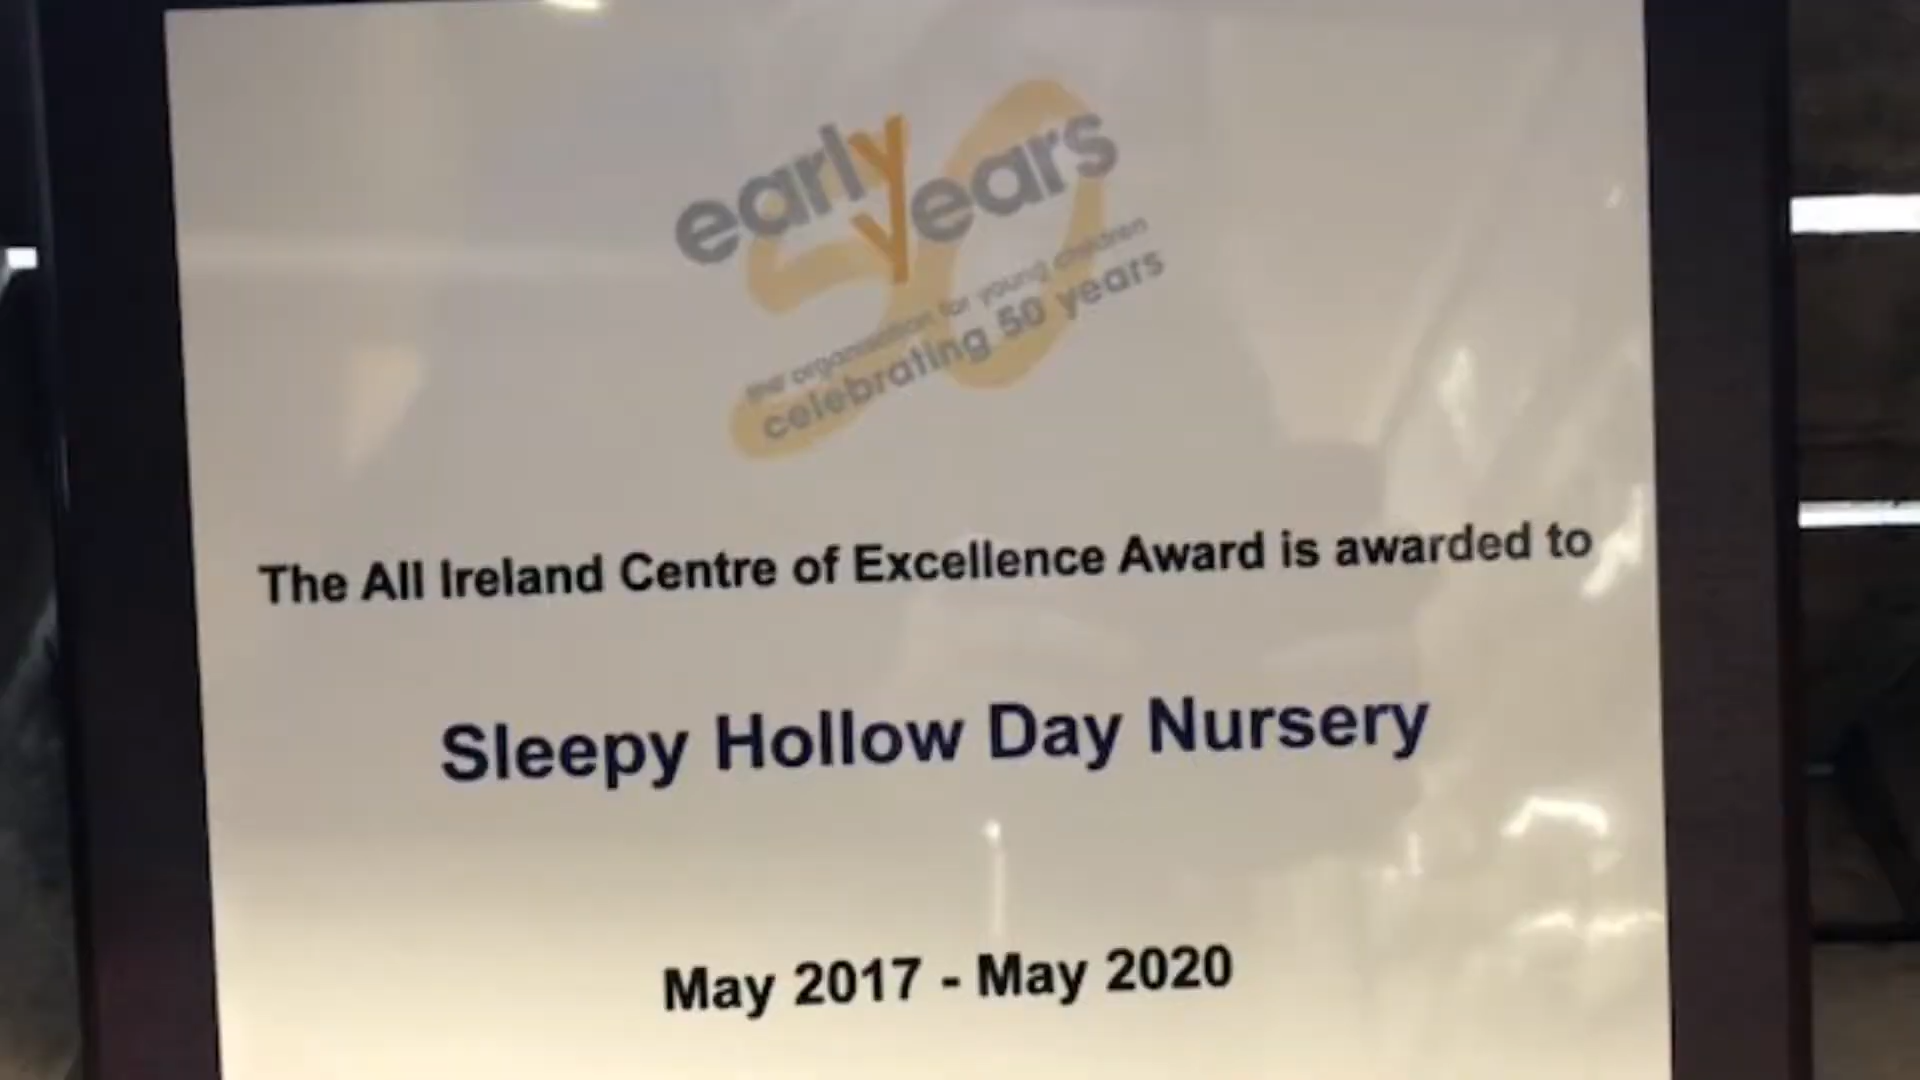 early years
the organisation for young children
celebrating 50 years
The All Ireland Centre of Excellence Award is awarded to
Sleepy Hollow Day Nursery
May 2017 - May 2020